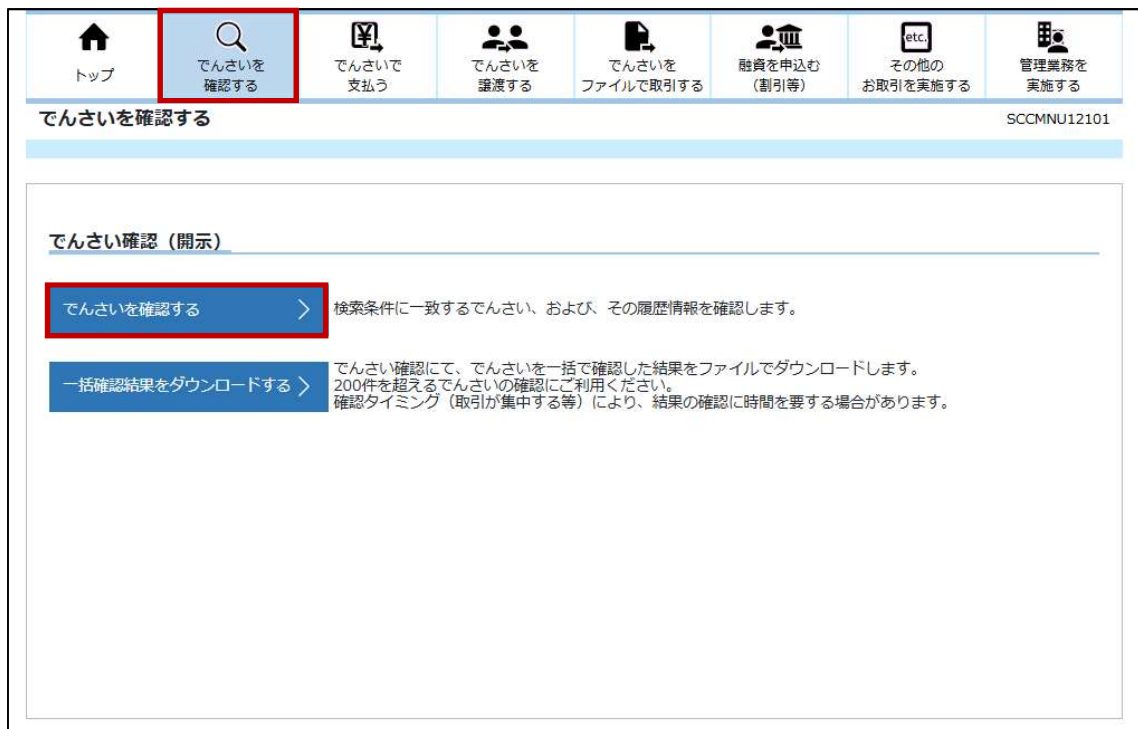 トップ
でんさいを
確認する
でんさいで
支払う
でんさいを
譲渡する
でんさいを
ファイルで取引する
融資を申込む
(割引等)
etc.
その他の
お取引を実施する
管理業務を
実施する
でんさいを確認する
SCCMNU12101
でんさい確認（開示）
でんさいを確認する
検索条件に一致するでんさい、および、その履歴情報を確認します。
一括確認結果をダウンロードする
でんさい確認にて、でんさいを一括で確認した結果をファイルでダウンロードします。
200件を超えるでんさいの確認にご利用ください。
確認タイミング（取引が集中する等）により、結果の確認に時間を要する場合があります。